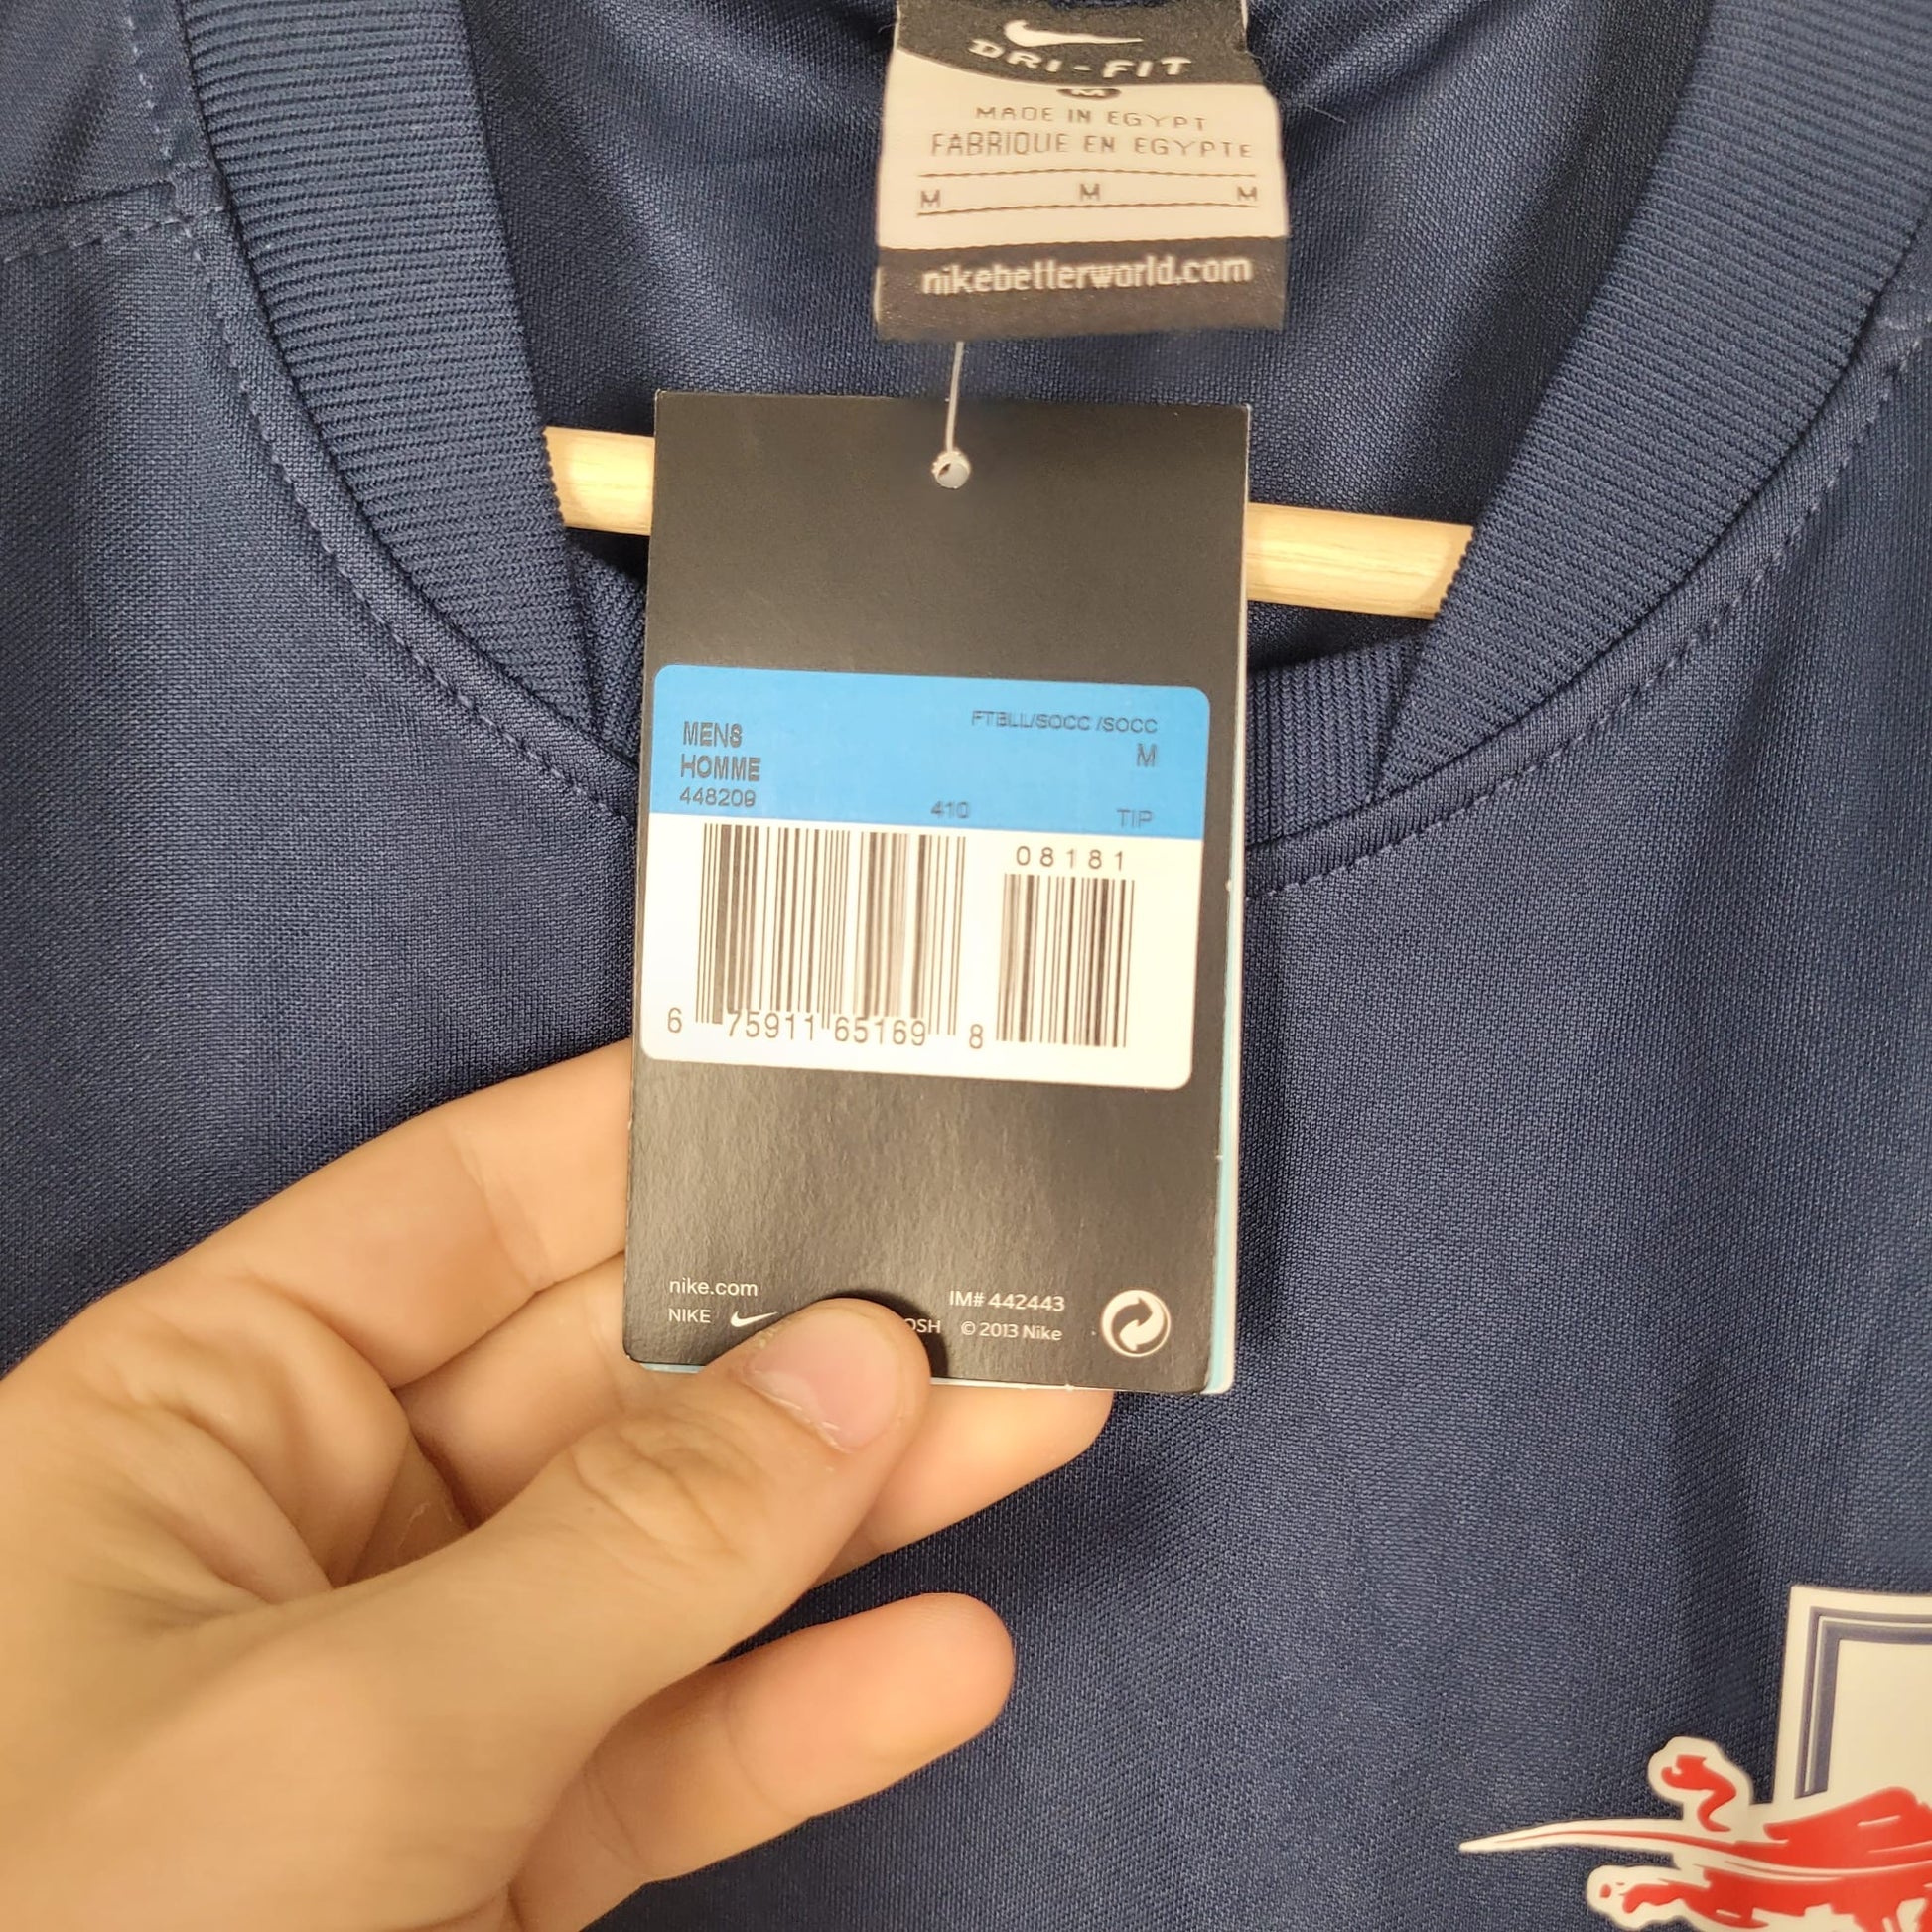 DRI-FIT
M
MADE IN EGYPT
FABRIQUE EN EGYPTE
M M M
nikebetterworld.com
FTBLL/SOCC /SOCC
MENS M
HOMME
448209 410 TIP
08181
6 75911 65169 8
nike.com IM# 442443
NIKE © 2013 Nike